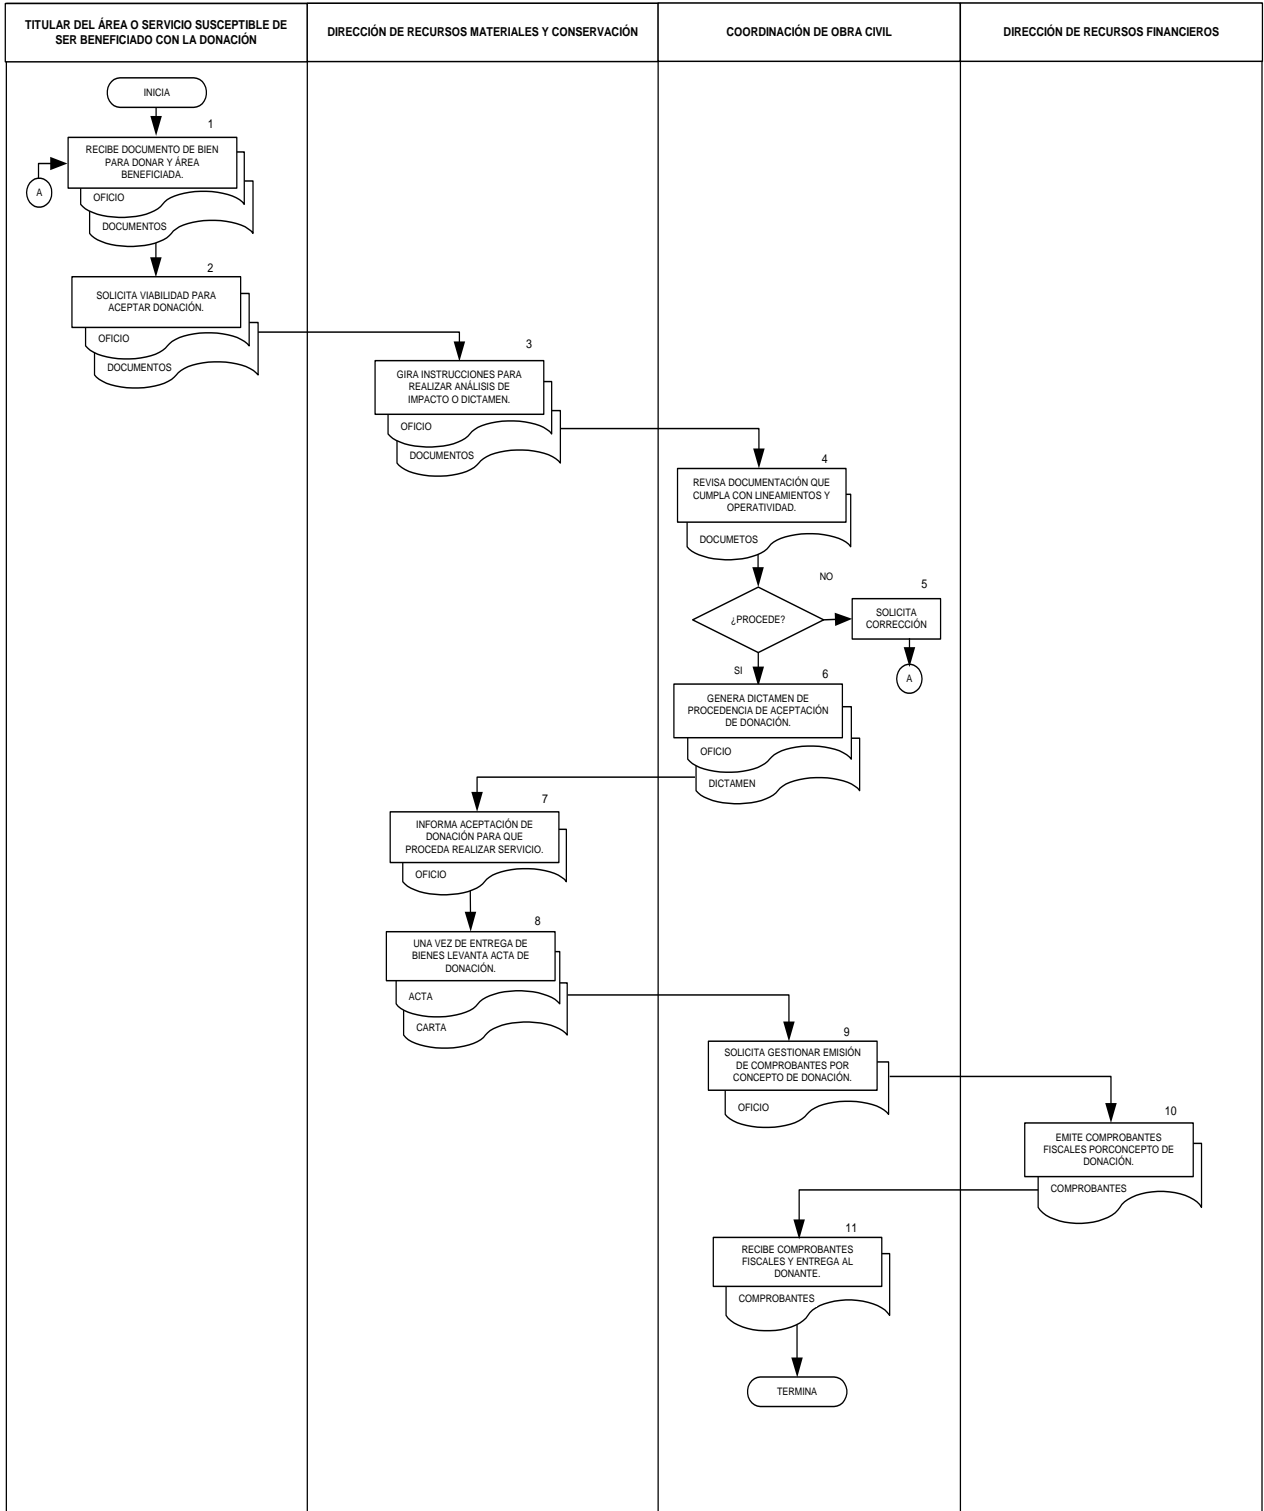 TITULAR DEL ÁREA O SERVICIO SUSCEPTIBLE DE
SER BENEFICIADO CON LA DONACIÓN
DIRECCIÓN DE RECURSOS MATERIALES Y CONSERVACIÓN
COORDINACIÓN DE OBRA CIVIL
DIRECCIÓN DE RECURSOS FINANCIEROS
INICIA
1
RECIBE DOCUMENTO DE BIEN
PARA DONAR Y ÁREA
BENEFICIADA.
A
OFICIO
DOCUMENTOS
2
SOLICITA VIABILIDAD PARA
ACEPTAR DONACIÓN.
OFICIO
DOCUMENTOS
3
GIRA INSTRUCCIONES PARA
REALIZAR ANÁLISIS DE
IMPACTO O DICTAMEN.
OFICIO
DOCUMENTOS
4
REVISA DOCUMENTACIÓN QUE
CUMPLA CON LINEAMIENTOS Y
OPERATIVIDAD.
DOCUMETOS
¿PROCEDE?
NO
5
SOLICITA
CORRECCIÓN
A
SI
6
GENERA DICTAMEN DE
PROCEDENCIA DE ACEPTACIÓN
DE DONACIÓN.
OFICIO
DICTAMEN
7
INFORMA ACEPTACIÓN DE
DONACIÓN PARA QUE
PROCEDA REALIZAR SERVICIO.
OFICIO
8
UNA VEZ DE ENTREGA DE
BIENES LEVANTA ACTA DE
DONACIÓN.
ACTA
CARTA
9
SOLICITA GESTIONAR EMISIÓN
DE COMPROBANTES POR
CONCEPTO DE DONACIÓN.
OFICIO
10
EMITE COMPROBANTES
FISCALES PORCONCEPTO DE
DONACIÓN.
COMPROBANTES
11
RECIBE COMPROBANTES
FISCALES Y ENTREGA AL
DONANTE.
COMPROBANTES
TERMINA